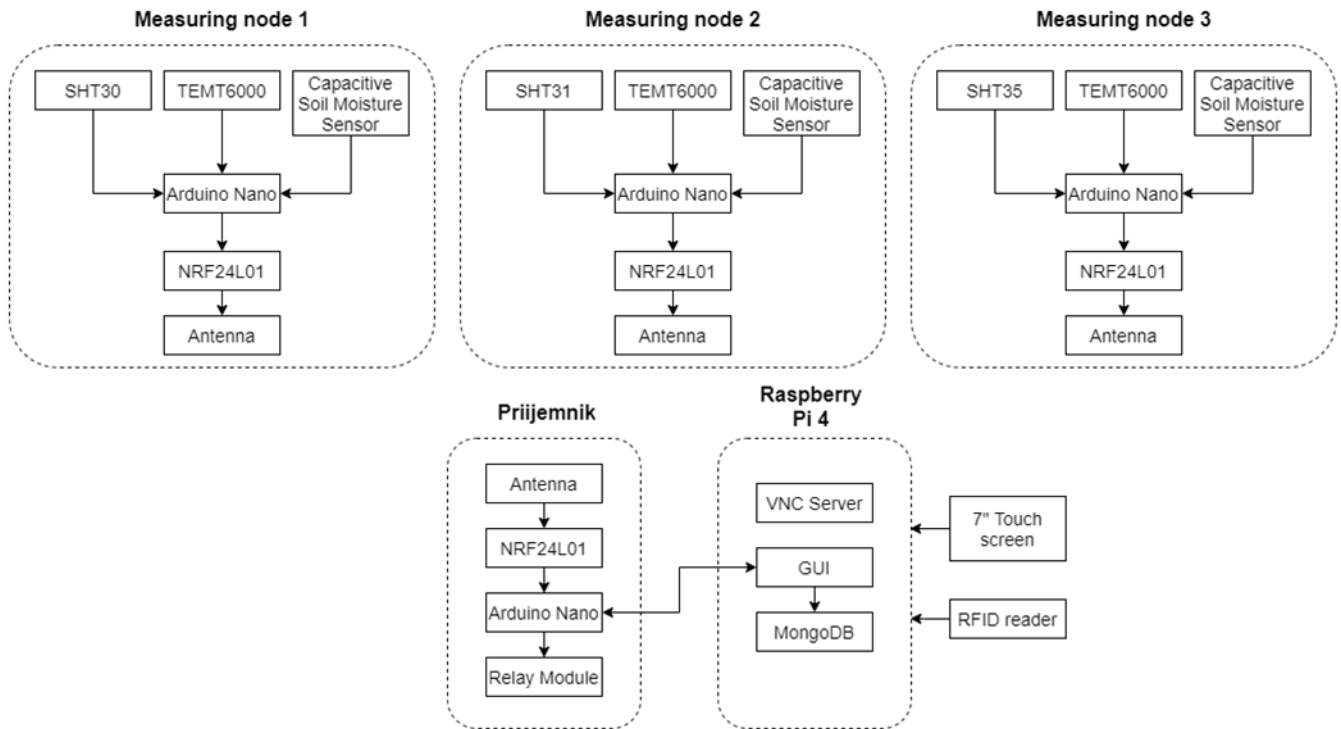 Measuring node 1
SHT30
TEMT6000
Capacitive
Soil Moisture
Sensor
Arduino Nano
NRF24L01
Antenna
Measuring node 2
SHT31
TEMT6000
Capacitive
Soil Moisture
Sensor
Arduino Nano
NRF24L01
Antenna
Measuring node 3
SHT35
TEMT6000
Capacitive
Soil Moisture
Sensor
Arduino Nano
NRF24L01
Antenna
Priijemnik
Antenna
NRF24L01
Arduino Nano
Relay Module
Raspberry
Pi 4
VNC Server
GUI
MongoDB
7" Touch
screen
RFID reader